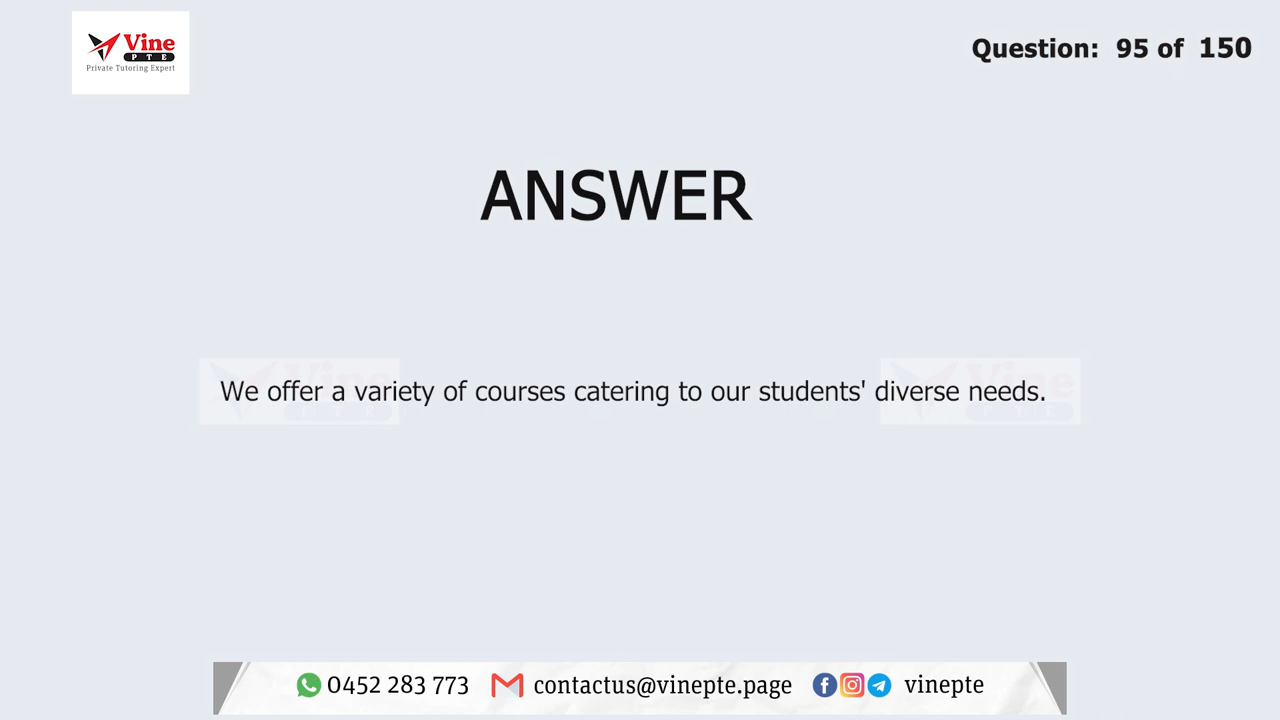 Vine
PTE
Private Tutoring Expert
Question: 95 of 150
ANSWER
We offer a variety of courses catering to our students' diverse needs.
0452 283 773 contactus@vinepte.page vinepte